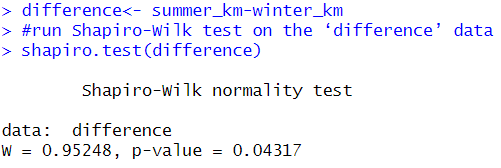 > difference<- summer_km-winter_km
> #run Shapiro-Wilk test on the ‘difference’ data
> shapiro.test(difference)
Shapiro-Wilk normality test
data:  difference
W = 0.95248, p-value = 0.04317